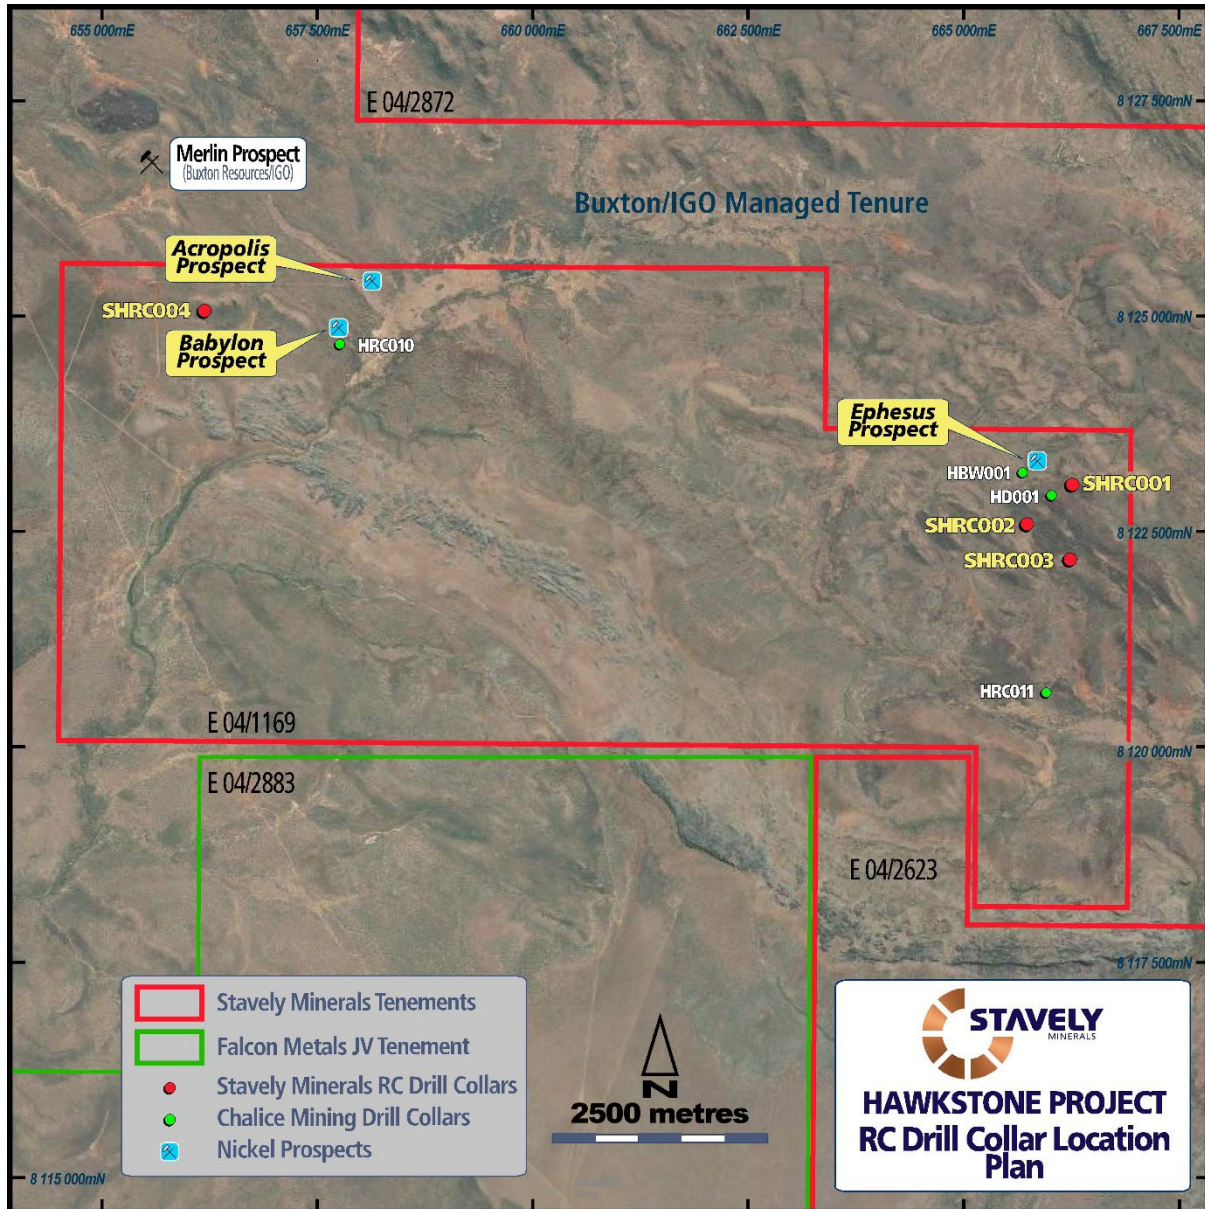 655 000mE
657 500mE
660 000mE
662 500mE
665 000mE
667 500mE
E 04/2872
8 127 500mN
Merlin Prospect
(Buxton Resources/IGO)
Buxton/IGO Managed Tenure
Acropolis
Prospect
SHRC004
8 125 000mN
Babylon
Prospect
HRC010
Ephesus
Prospect
HBW001
SHRC001
HD001
SHRC002
8 122 500mN
SHRC003
HRC011
E 04/1169
8 120 000mN
E 04/2883
E 04/2623
8 117 500mN
Stavely Minerals Tenements
Falcon Metals JV Tenement
Stavely Minerals RC Drill Collars
Chalice Mining Drill Collars
Nickel Prospects
N
2500 metres
STAVELY
MINERALS
HAWKSTONE PROJECT
RC Drill Collar Location
Plan
8 115 000mN